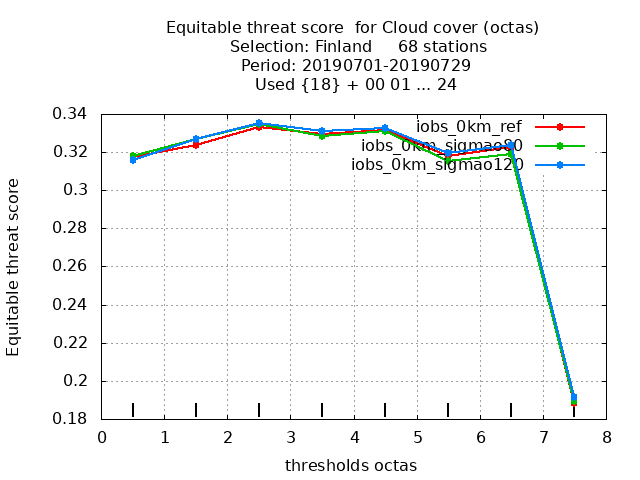 Equitable threat score  for Cloud cover (octas)
Selection: Finland     68 stations
Period: 20190701-20190729
Used {18} + 00 01 ... 24
iobs_0km_ref
iobs_0km_sigmao80
iobs_0km_sigmao120
Equitable threat score
0.34
0.32
0.3
0.28
0.26
0.24
0.22
0.2
0.18
0 1 2 3 4 5 6 7 8
thresholds octas